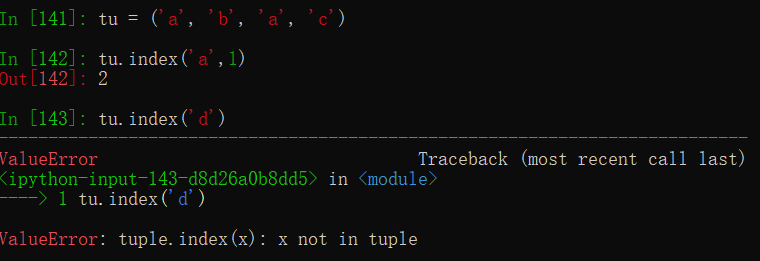 In [141]: tu = ('a', 'b', 'a', 'c')
In [142]: tu.index('a',1)
Out[142]: 2
In [143]: tu.index('d')
---------------------------------------------------------------------------
ValueError                                Traceback (most recent call last)
<ipython-input-143-d8d26a0b8dd5> in <module>
----> 1 tu.index('d')
ValueError: tuple.index(x): x not in tuple